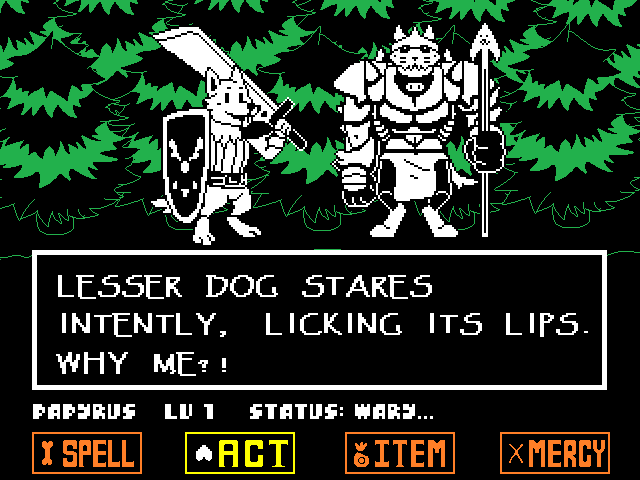 LESSER DOG STARES
INTENTLY, LICKING ITS LIPS.
WHY ME?!
PAPYRUS LV 1 STATUS: WARY...
SPELL ACT ITEM MERCY